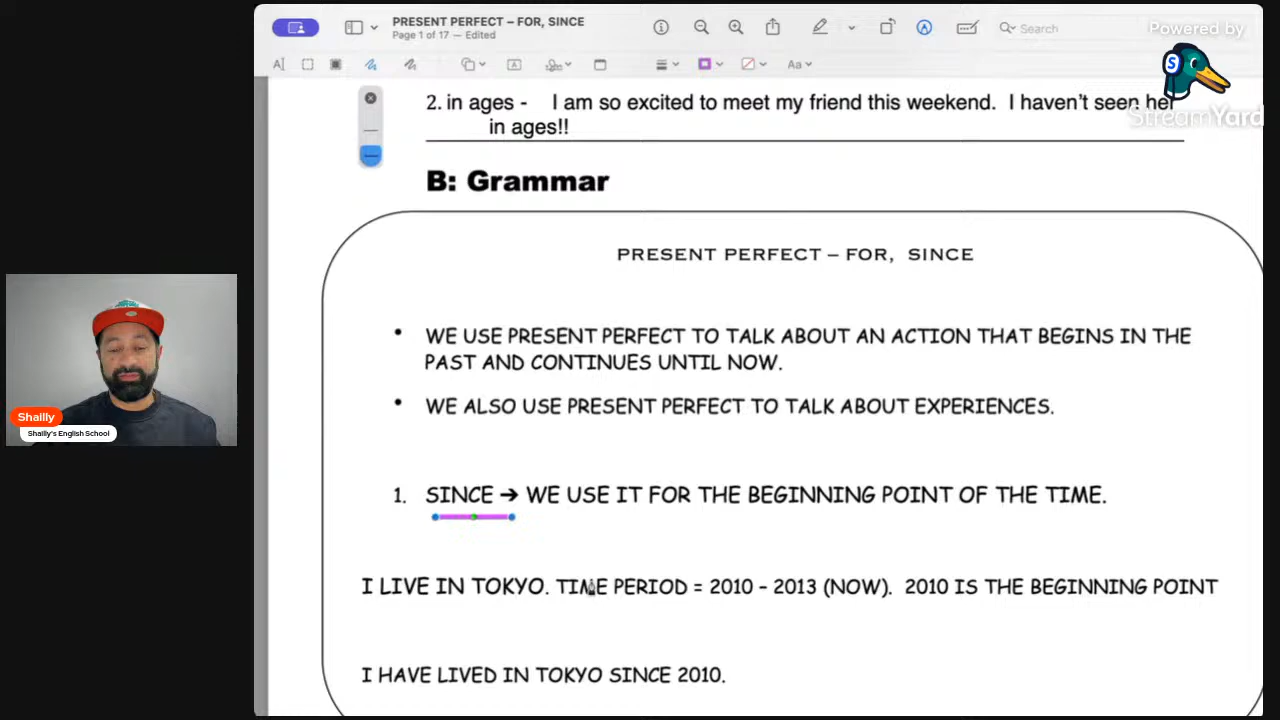 PRESENT PERFECT – FOR, SINCE
Page 1 of 17 — Edited
Search
Powered by
StreamYard
2. in ages - I am so excited to meet my friend this weekend. I haven't seen her
in ages!!
B: Grammar
PRESENT PERFECT – FOR, SINCE
• WE USE PRESENT PERFECT TO TALK ABOUT AN ACTION THAT BEGINS IN THE
PAST AND CONTINUES UNTIL NOW.
• WE ALSO USE PRESENT PERFECT TO TALK ABOUT EXPERIENCES.
1. SINCE ➔ WE USE IT FOR THE BEGINNING POINT OF THE TIME.
I LIVE IN TOKYO. TIME PERIOD = 2010 – 2013 (NOW). 2010 IS THE BEGINNING POINT
I HAVE LIVED IN TOKYO SINCE 2010.
Shailly
Shailly's English School